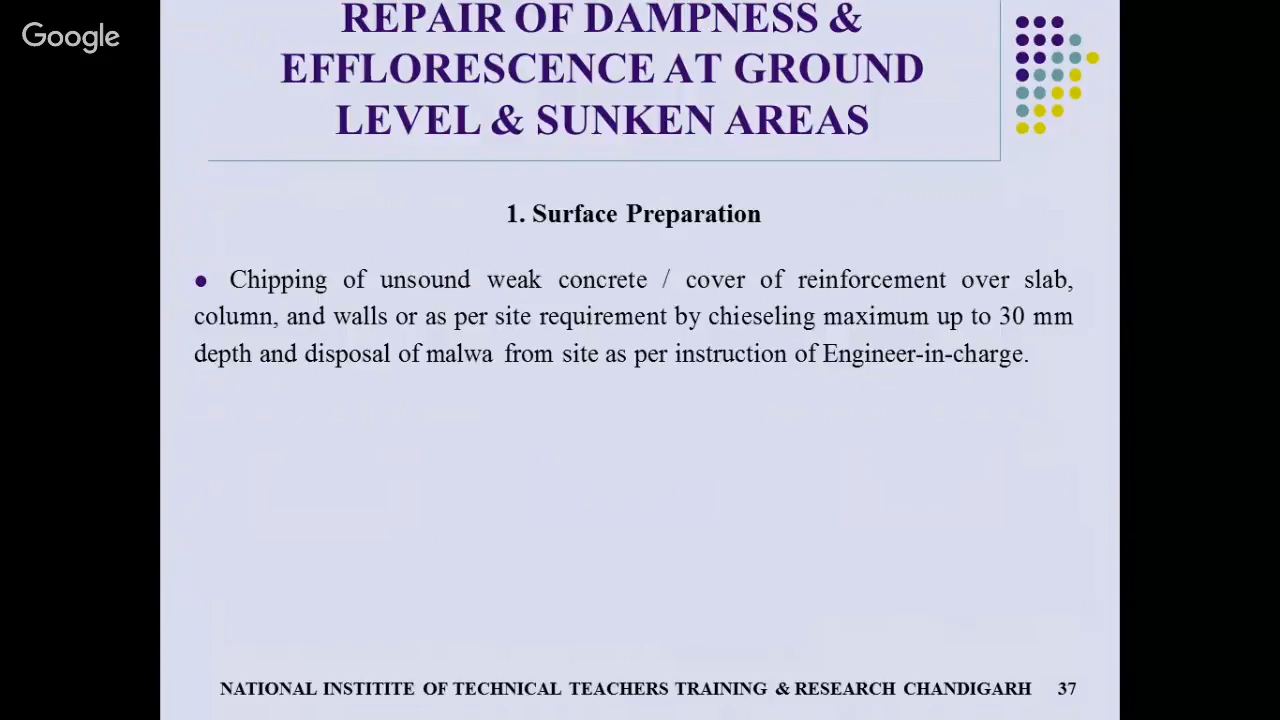 Google
REPAIR OF DAMPNESS &
EFFLORESCENCE AT GROUND
LEVEL & SUNKEN AREAS
1. Surface Preparation
● Chipping of unsound weak concrete / cover of reinforcement over slab,
column, and walls or as per site requirement by chieseling maximum up to 30 mm
depth and disposal of malwa from site as per instruction of Engineer-in-charge.
NATIONAL INSTITITE OF TECHNICAL TEACHERS TRAINING & RESEARCH CHANDIGARH 37